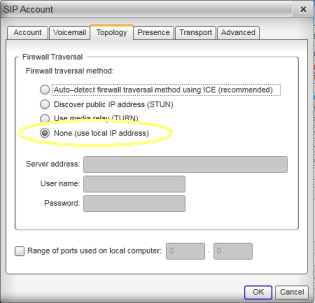 SIP Account
Account Voicemail Topology Presence Transport Advanced
Firewall Traversal
Firewall traversal method:
Auto-detect firewall traversal method using ICE (recommended)
Discover public IP address (STUN)
Use media relay (TURN)
None (use local IP address)
Server address:
User name:
Password:
Range of ports used on local computer: 0 . 0
OK Cancel